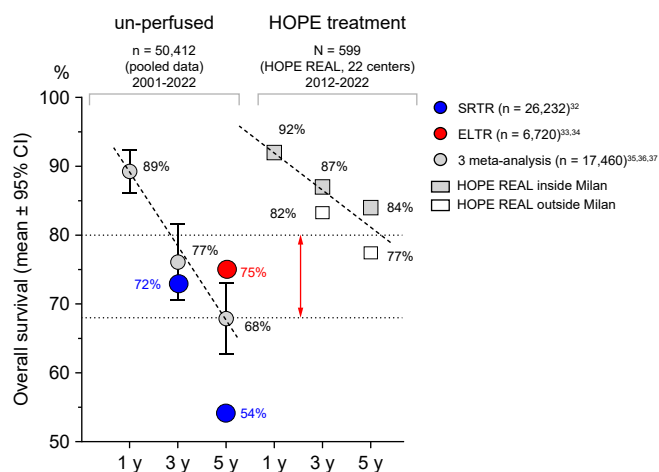 un-perfused
HOPE treatment
n = 50,412
(pooled data)
2001-2022
N = 599
(HOPE REAL, 22 centers)
2012-2022
%
100
90
80
70
60
50
Overall survival (mean ± 95% CI)
89%
77%
72%
75%
68%
54%
92%
87%
82%
84%
77%
1 y
3 y
5 y
1 y
3 y
5 y
SRTR (n = 26,232)32
ELTR (n = 6,720)33,34
3 meta-analysis (n = 17,460)35,36,37
HOPE REAL inside Milan
HOPE REAL outside Milan